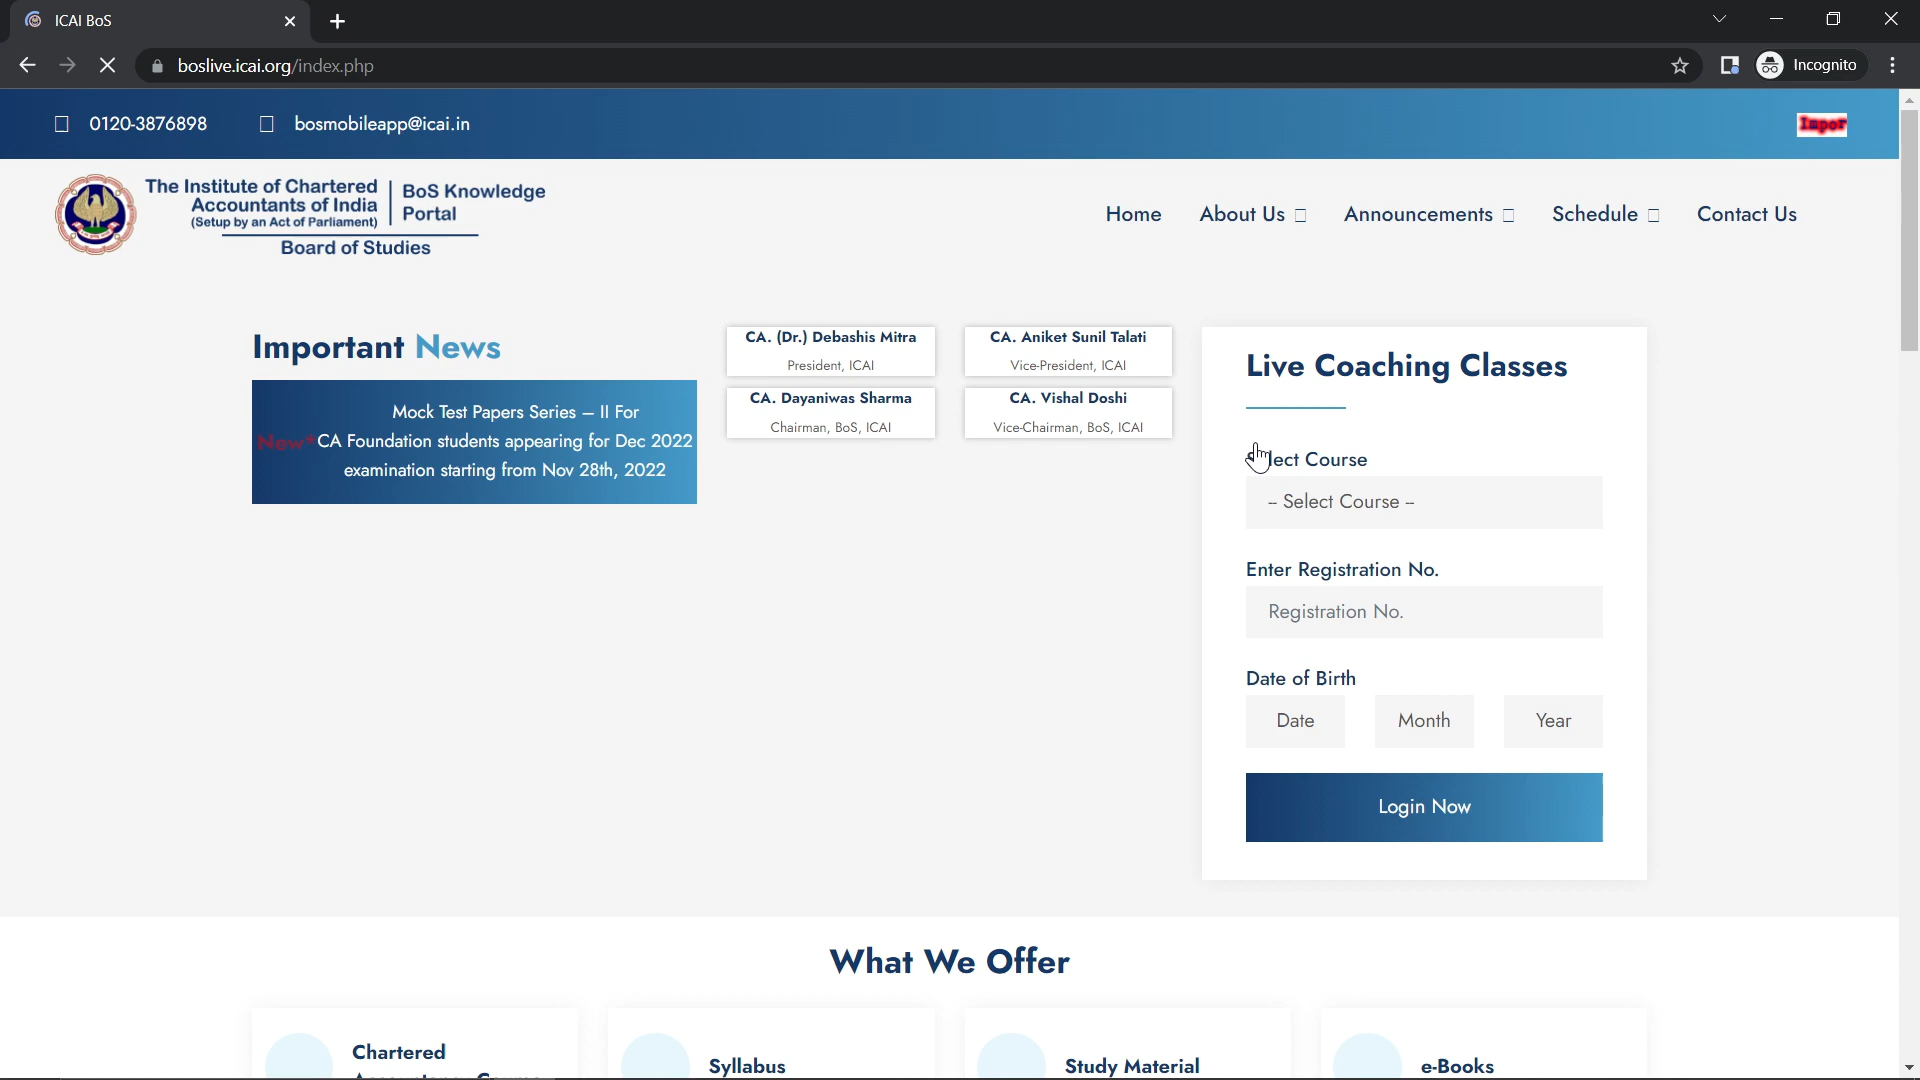 ICAI BoS
boslive.icai.org/index.php
Incognito
0120-3876898
bosmobileapp@icai.in
Impor
The Institute of Chartered
Accountants of India
(Setup by an Act of Parliament)
BoS Knowledge
Portal
Board of Studies
Home
About Us
Announcements
Schedule
Contact Us
Important News
New*
Mock Test Papers Series – II For
CA Foundation students appearing for Dec 2022
examination starting from Nov 28th, 2022
CA. (Dr.) Debashis Mitra
President, ICAI
CA. Aniket Sunil Talati
Vice-President, ICAI
CA. Dayaniwas Sharma
Chairman, BoS, ICAI
CA. Vishal Doshi
Vice-Chairman, BoS, ICAI
Live Coaching Classes
Select Course
-- Select Course --
Enter Registration No.
Registration No.
Date of Birth
Date
Month
Year
Login Now
What We Offer
Chartered
Syllabus
Study Material
e-Books